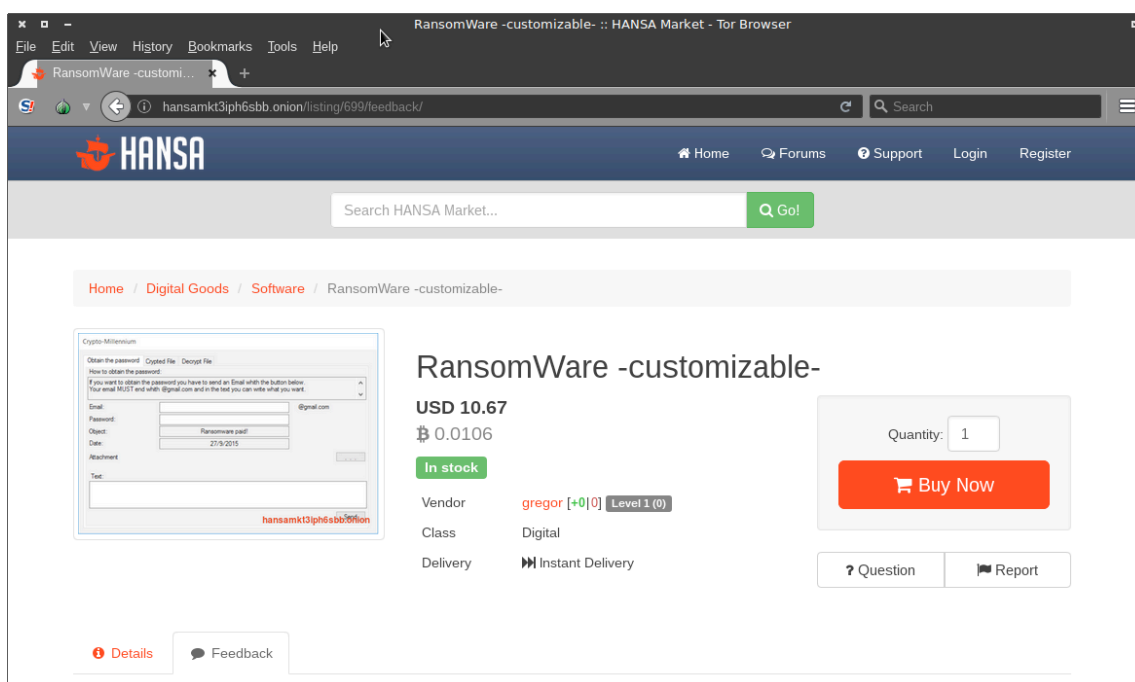 RansomWare -customizable- :: HANSA Market - Tor Browser
File Edit View History Bookmarks Tools Help
RansomWare -customi... × +
hansamkt3iph6sbb.onion/listing/699/feedback/ Search
HANSA Home Forums Support Login Register
Search HANSA Market... Go!
Home / Digital Goods / Software / RansomWare -customizable-
Crypto-Millennium
Obtain the password Crypted File Decrypt File
How to obtain the password:
If you want to obtain the password you have to send an Email whith the button below.
Your email MUST end whith @gmail.com and in the text you can write what you want.
Email: @gmail.com
Password:
Object: Ransomware paid!
Date: 27/9/2015
Attachment ...
Text:
hansamkt3iph6sbb.onion
RansomWare -customizable-
USD 10.67
0.0106
In stock
Vendor gregor [+0|0] Level 1 (0)
Class Digital
Delivery Instant Delivery
Quantity: 1
Buy Now
? Question Report
Details Feedback